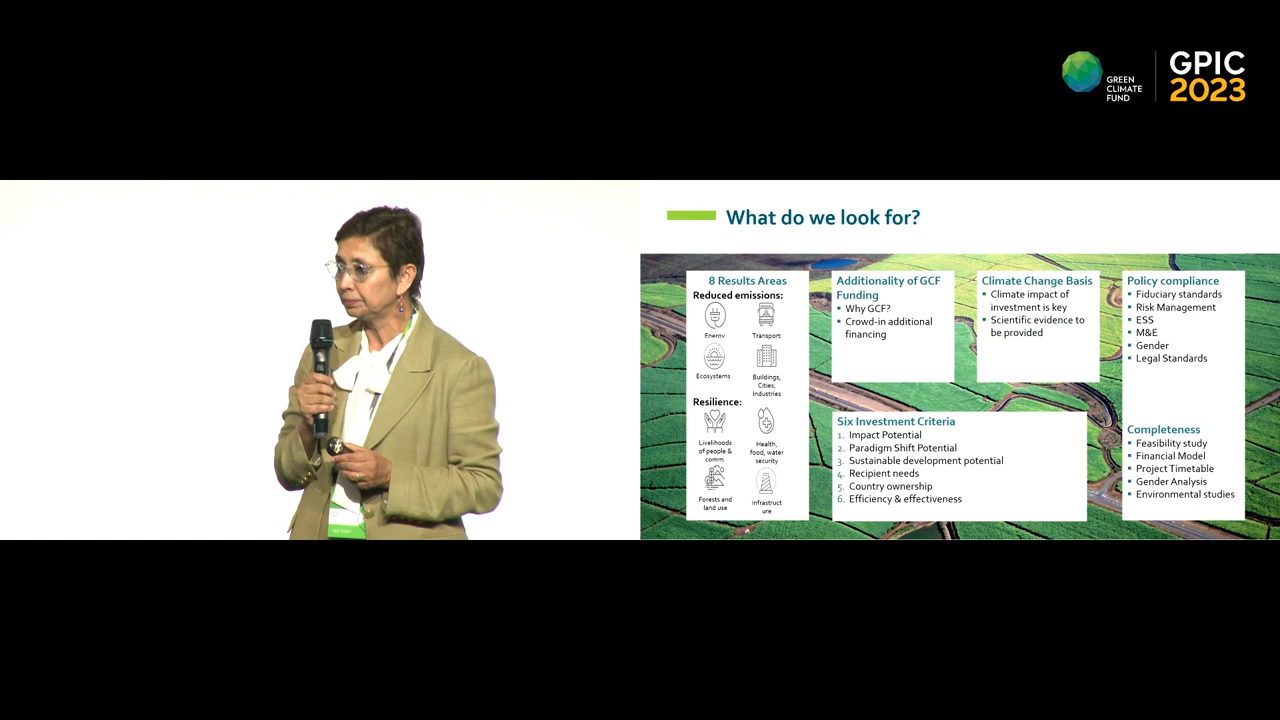 GREEN
CLIMATE
FUND
GPIC
2023
What do we look for?
8 Results Areas
Reduced emissions:
Energy
Transport
Ecosystems
Buildings,
Cities,
Industries
Resilience:
Livelihoods
of people &
comm.
Health,
food, water
security
Forests and
land use
Infrastruct
ure
Additionality of GCF
Funding
▪ Why GCF?
▪ Crowd-in additional
financing
Climate Change Basis
▪ Climate impact of
investment is key
▪ Scientific evidence to
be provided
Six Investment Criteria
1. Impact Potential
2. Paradigm Shift Potential
3. Sustainable development potential
4. Recipient needs
5. Country ownership
6. Efficiency & effectiveness
Policy compliance
▪ Fiduciary standards
▪ Risk Management
▪ ESS
▪ M&E
▪ Gender
▪ Legal Standards
Completeness
▪ Feasibility study
▪ Financial Model
▪ Project Timetable
▪ Gender Analysis
▪ Environmental studies